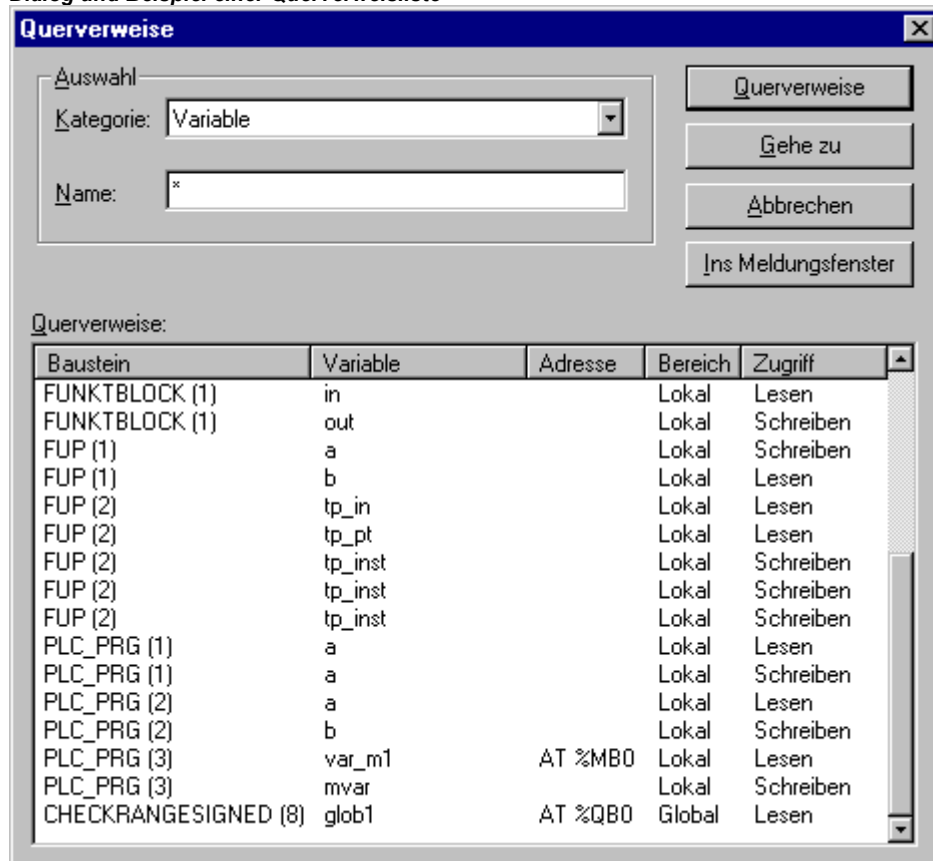 Dialog und Beispiel einer Querverweisliste
Querverweise
Auswahl
Kategorie: Variable
Name: *
Querverweise
Gehe zu
Abbrechen
Ins Meldungsfenster
Querverweise:
Baustein Variable Adresse Bereich Zugriff
FUNKTBLOCK (1) in Lokal Lesen
FUNKTBLOCK (1) out Lokal Schreiben
FUP (1) a Lokal Schreiben
FUP (1) b Lokal Lesen
FUP (2) tp_in Lokal Lesen
FUP (2) tp_pt Lokal Lesen
FUP (2) tp_inst Lokal Schreiben
FUP (2) tp_inst Lokal Schreiben
FUP (2) tp_inst Lokal Schreiben
PLC_PRG (1) a Lokal Lesen
PLC_PRG (1) a Lokal Schreiben
PLC_PRG (2) a Lokal Lesen
PLC_PRG (2) b Lokal Schreiben
PLC_PRG (3) var_m1 AT %MB0 Lokal Lesen
PLC_PRG (3) mvar Lokal Schreiben
CHECKRANGESIGNED (8) glob1 AT %QB0 Global Lesen